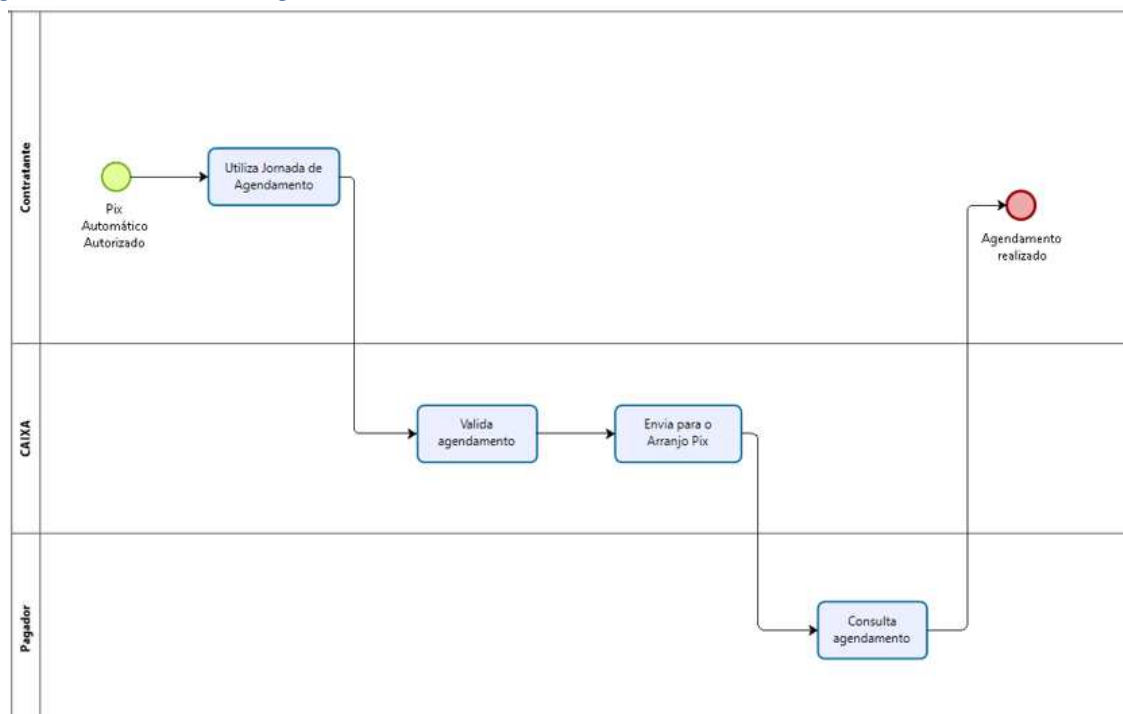 Contratante
Pix
Automático
Autorizado
Utiliza Jornada de
Agendamento
Agendamento
realizado
CAIXA
Valida
agendamento
Envia para o
Arranjo Pix
Pagador
Consulta
agendamento